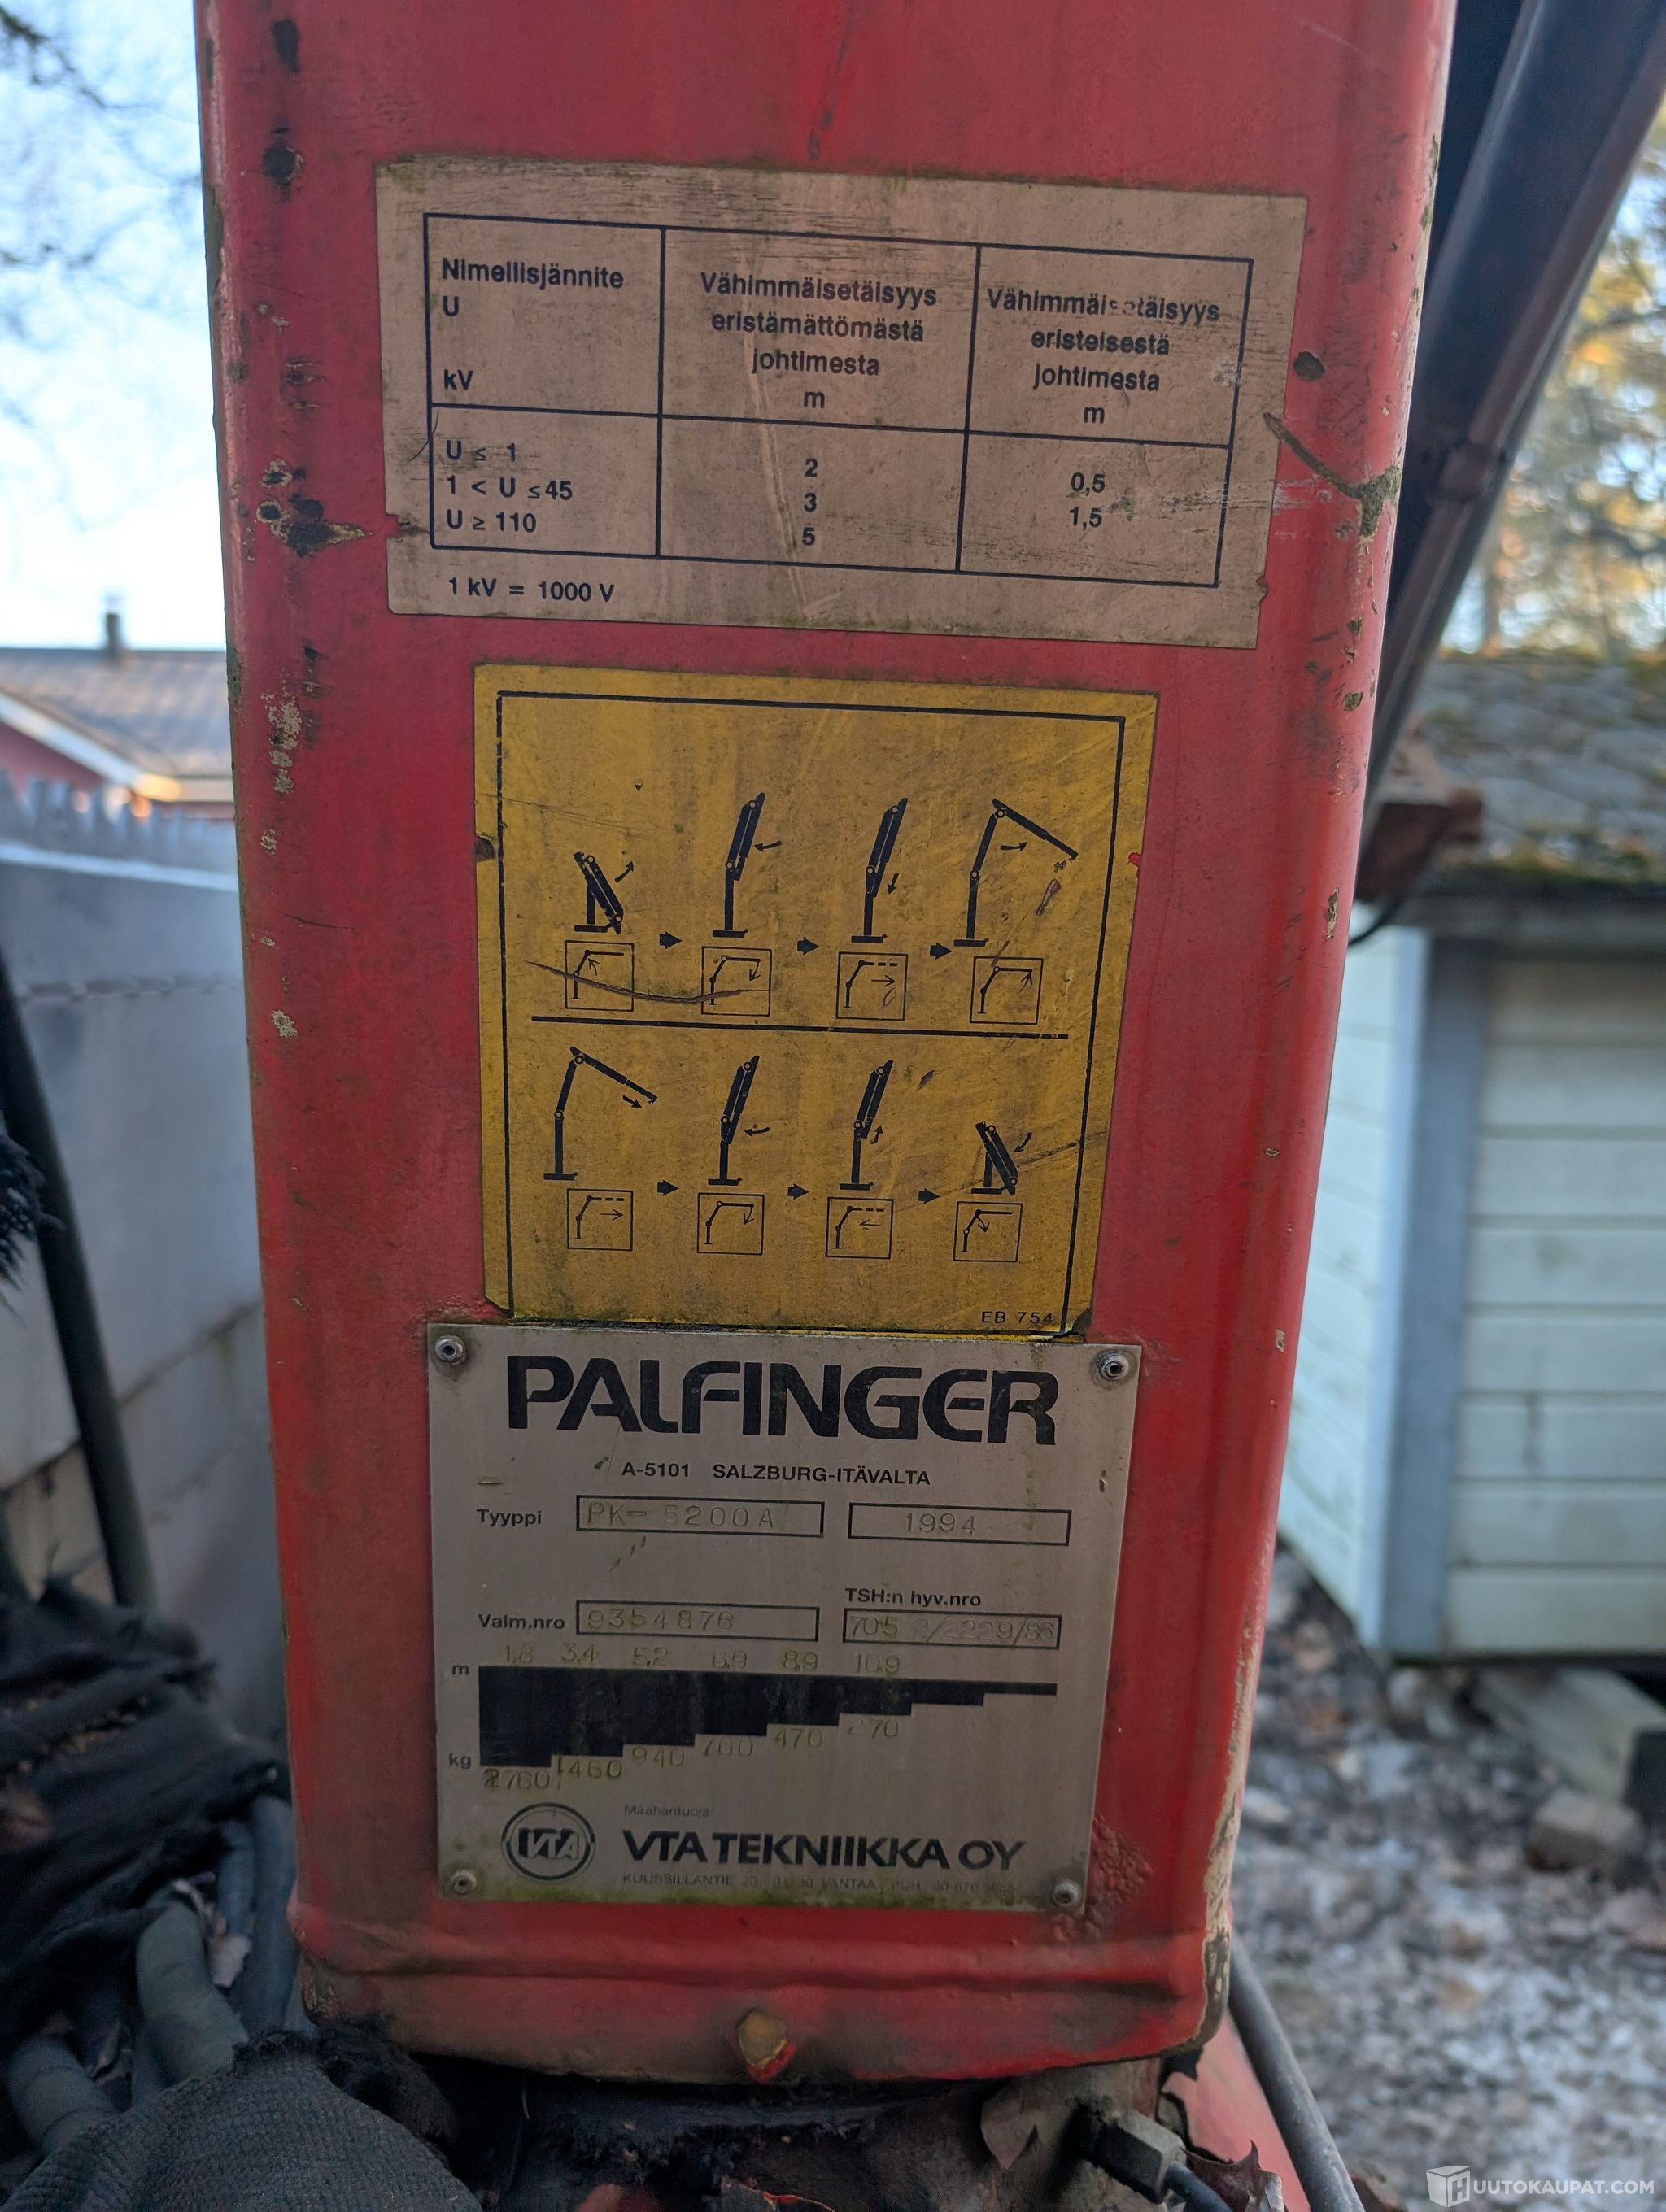 Nimellisjännite
U
kV
Vähimmäisetäisyys
eristämättömästä
johtimesta
m
Vähimmäisetäisyys
eristeisestä
johtimesta
m
U ≤ 1 2 0,5
1 < U ≤ 45 3 1,5
U ≥ 110 5
1 kV = 1000 V
EB 754
PALFINGER
A-5101 SALZBURG-ITÄVALTA
Tyyppi PK- 5200A 1994
TSH:n hyv.nro
Valm.nro 9354876 705
m 1,8 3,4 5,2 6,9 8,9 10,9
kg 2760 1460 940 700 470 270
Maahantuoja:
VTA
VTA TEKNIIKKA OY
KUUSSILLANTIE VANTAA
HUUTOKAUPAT.COM